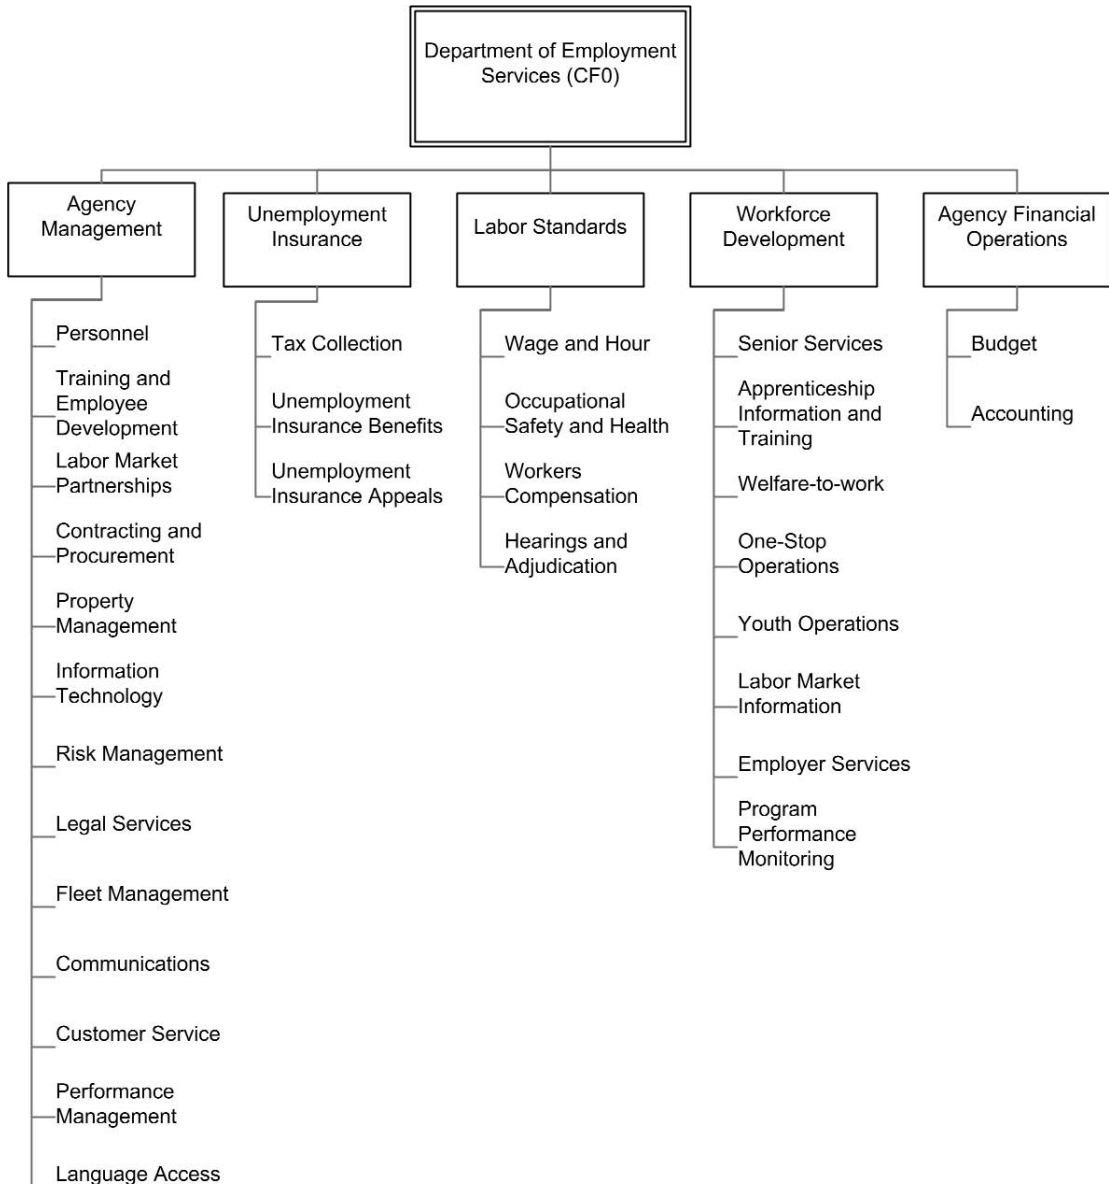 Department of Employment
Services (CF0)
Agency
Management
Unemployment
Insurance
Labor Standards
Workforce
Development
Agency Financial
Operations
Personnel
Training and
Employee
Development
Labor Market
Partnerships
Contracting and
Procurement
Property
Management
Information
Technology
Risk Management
Legal Services
Fleet Management
Communications
Customer Service
Performance
Management
Language Access
Tax Collection
Unemployment
Insurance Benefits
Unemployment
Insurance Appeals
Wage and Hour
Occupational
Safety and Health
Workers
Compensation
Hearings and
Adjudication
Senior Services
Apprenticeship
Information and
Training
Welfare-to-work
One-Stop
Operations
Youth Operations
Labor Market
Information
Employer Services
Program
Performance
Monitoring
Budget
Accounting